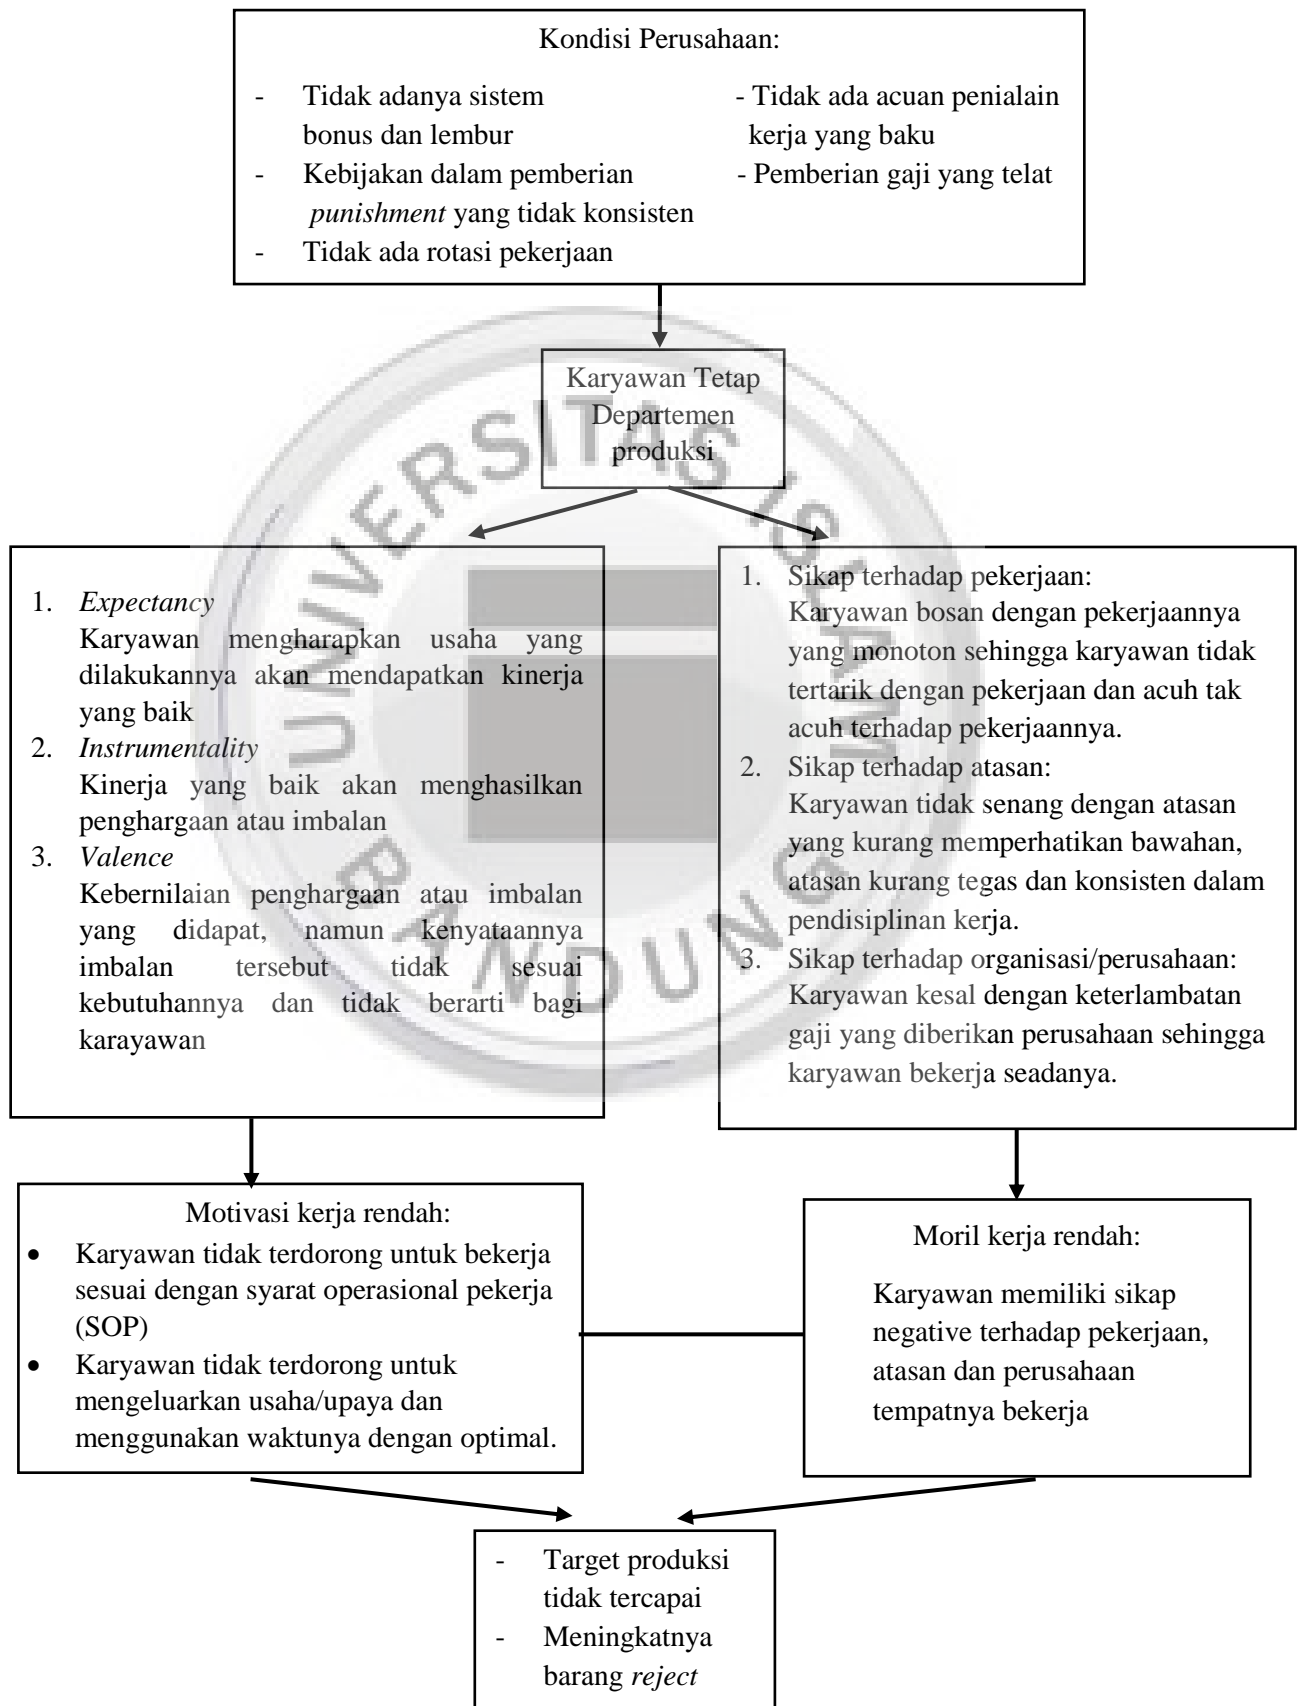 Kondisi Perusahaan:
- Tidak adanya sistem
bonus dan lembur
- Kebijakan dalam pemberian
punishment yang tidak konsisten
- Tidak ada rotasi pekerjaan
- Tidak ada acuan penialain
kerja yang baku
- Pemberian gaji yang telat
Karyawan Tetap
Departemen
produksi
1. Expectancy
Karyawan mengharapkan usaha yang
dilakukannya akan mendapatkan kinerja
yang baik
2. Instrumentality
Kinerja yang baik akan menghasilkan
penghargaan atau imbalan
3. Valence
Kebernilaian penghargaan atau imbalan
yang didapat, namun kenyataannya
imbalan tersebut tidak sesuai
kebutuhannya dan tidak berarti bagi
karayawan
1. Sikap terhadap pekerjaan:
Karyawan bosan dengan pekerjaannya
yang monoton sehingga karyawan tidak
tertarik dengan pekerjaan dan acuh tak
acuh terhadap pekerjaannya.
2. Sikap terhadap atasan:
Karyawan tidak senang dengan atasan
yang kurang memperhatikan bawahan,
atasan kurang tegas dan konsisten dalam
pendisiplinan kerja.
3. Sikap terhadap organisasi/perusahaan:
Karyawan kesal dengan keterlambatan
gaji yang diberikan perusahaan sehingga
karyawan bekerja seadanya.
Motivasi kerja rendah:
• Karyawan tidak terdorong untuk bekerja
sesuai dengan syarat operasional pekerja
(SOP)
• Karyawan tidak terdorong untuk
mengeluarkan usaha/upaya dan
menggunakan waktunya dengan optimal.
Moril kerja rendah:
Karyawan memiliki sikap
negative terhadap pekerjaan,
atasan dan perusahaan
tempatnya bekerja
- Target produksi
tidak tercapai
- Meningkatnya
barang reject
UNIVERSITAS ISLAM
BANDUNG